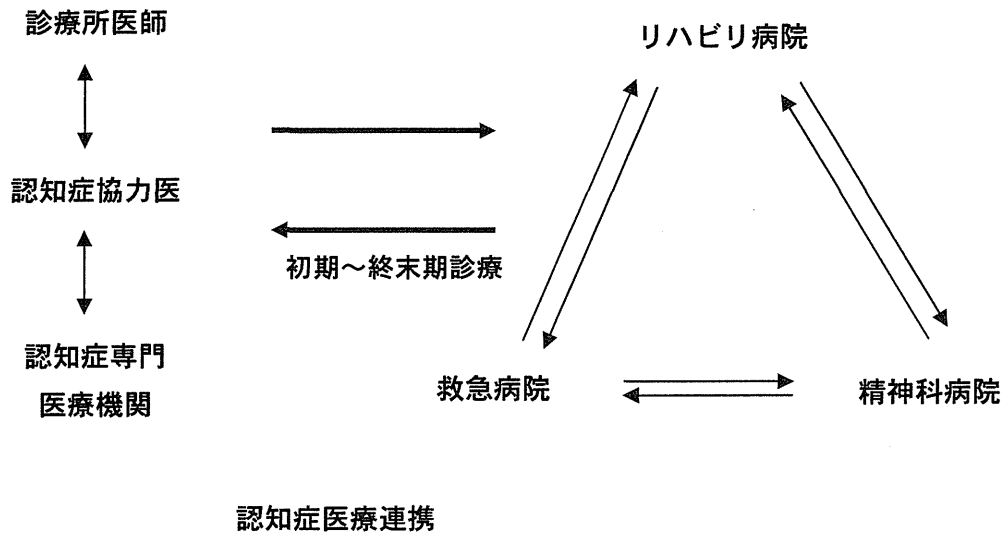 診療所医師
リハビリ病院
認知症協力医
初期～終末期診療
認知症専門
医療機関
救急病院
精神科病院
認知症医療連携